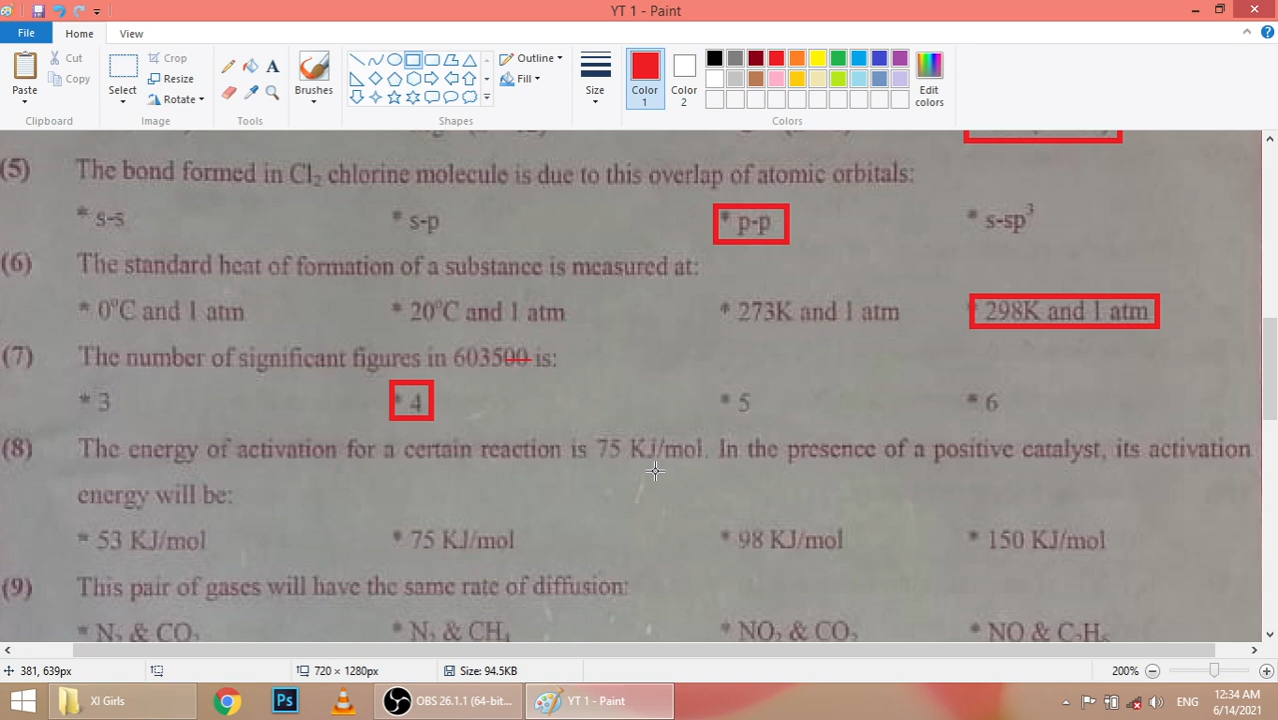 YT 1 - Paint
File
Home
View
Paste
Cut
Copy
Clipboard
Select
Crop
Resize
Rotate
Image
Tools
Brushes
Shapes
Outline
Fill
Size
Color 1
Color 2
Edit colors
Colors
(5) The bond formed in Cl₂ chlorine molecule is due to this overlap of atomic orbitals:
* s-s * s-p * p-p * s-sp³
(6) The standard heat of formation of a substance is measured at:
* 0°C and 1 atm * 20°C and 1 atm * 273K and 1 atm * 298K and 1 atm
(7) The number of significant figures in 603500 is:
* 3 * 4 * 5 * 6
(8) The energy of activation for a certain reaction is 75 KJ/mol. In the presence of a positive catalyst, its activation
energy will be:
* 53 KJ/mol * 75 KJ/mol * 98 KJ/mol * 150 KJ/mol
(9) This pair of gases will have the same rate of diffusion:
* N₂ & CO₂ * N₂ & CH₄ * NO₂ & CO₂ * NO & C₂H₆
381, 639px
720 × 1280px
Size: 94.5KB
200%
XI Girls
OBS 26.1.1 (64-bit...
YT 1 - Paint
ENG
12:34 AM
6/14/2021